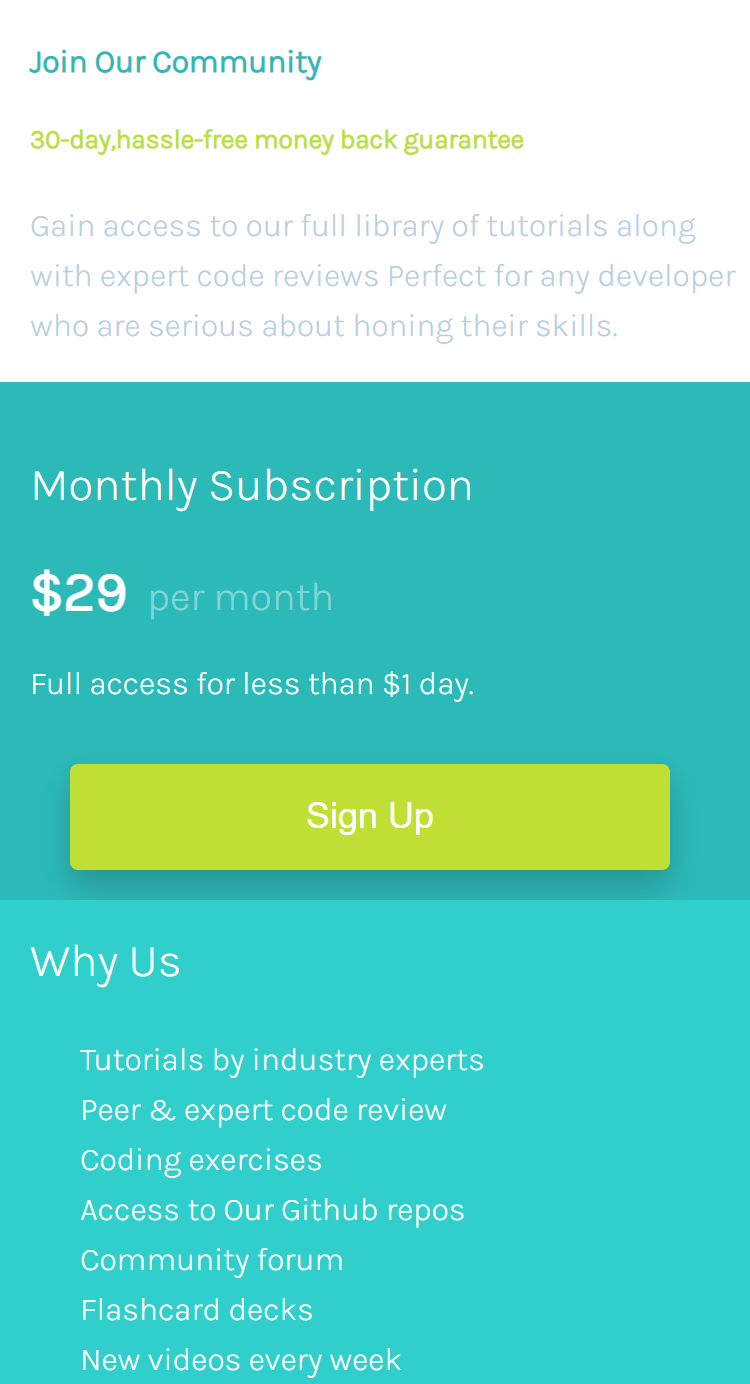 Join Our Community
30-day,hassle-free money back guarantee
Gain access to our full library of tutorials along
with expert code reviews Perfect for any developer
who are serious about honing their skills.
Monthly Subscription
$29 per month
Full access for less than $1 day.
Sign Up
Why Us
Tutorials by industry experts
Peer & expert code review
Coding exercises
Access to Our Github repos
Community forum
Flashcard decks
New videos every week